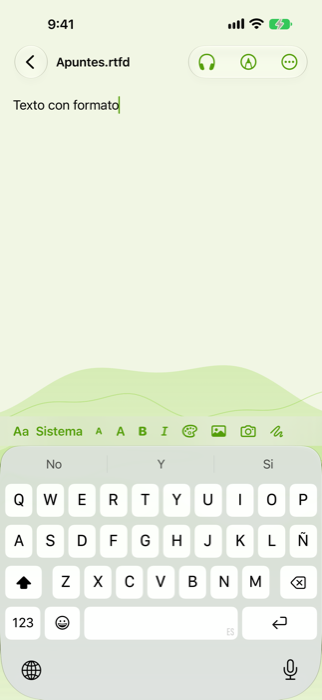 9:41
Apuntes.rtfd
Texto con formato
Aa Sistema A A B I
No Y Si
Q W E R T Y U I O P
A S D F G H J K L Ñ
Z X C V B N M
123
ES